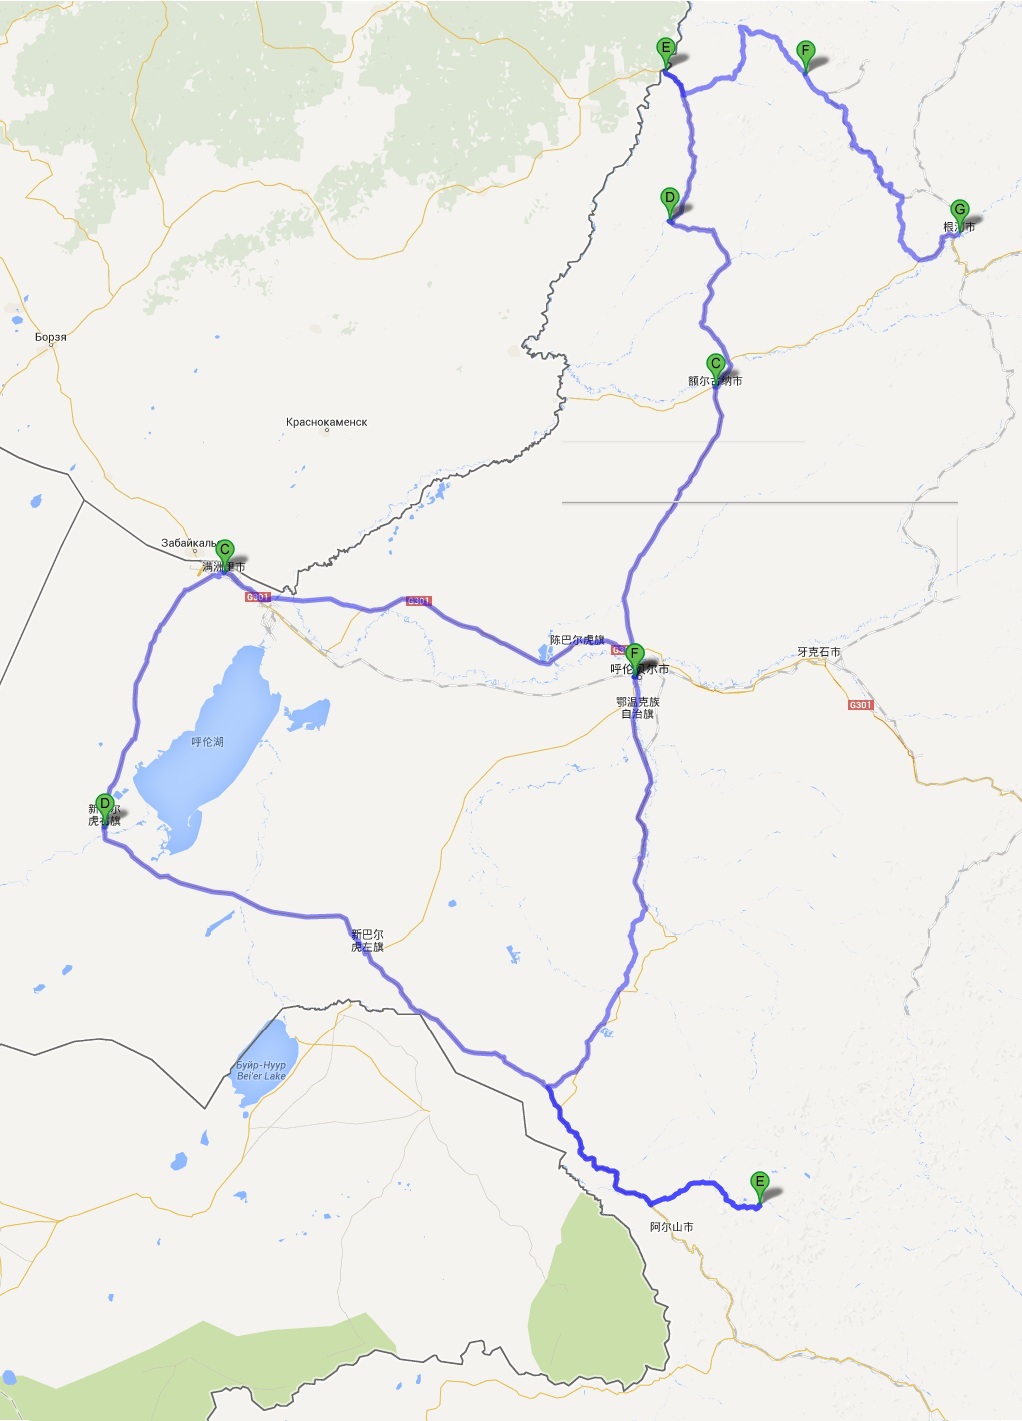 E
F
D
G
根河市
Борзя
C
额尔古纳市
Краснокаменск
Забайкаль
C
满洲里市
G301
G301
陈巴尔虎旗
F
呼伦贝尔市
牙克石市
鄂温克族
自治旗
G301
呼伦湖
D
新巴尔
虎右旗
新巴尔
虎左旗
Буйр-Нуур
Bei'er Lake
E
阿尔山市